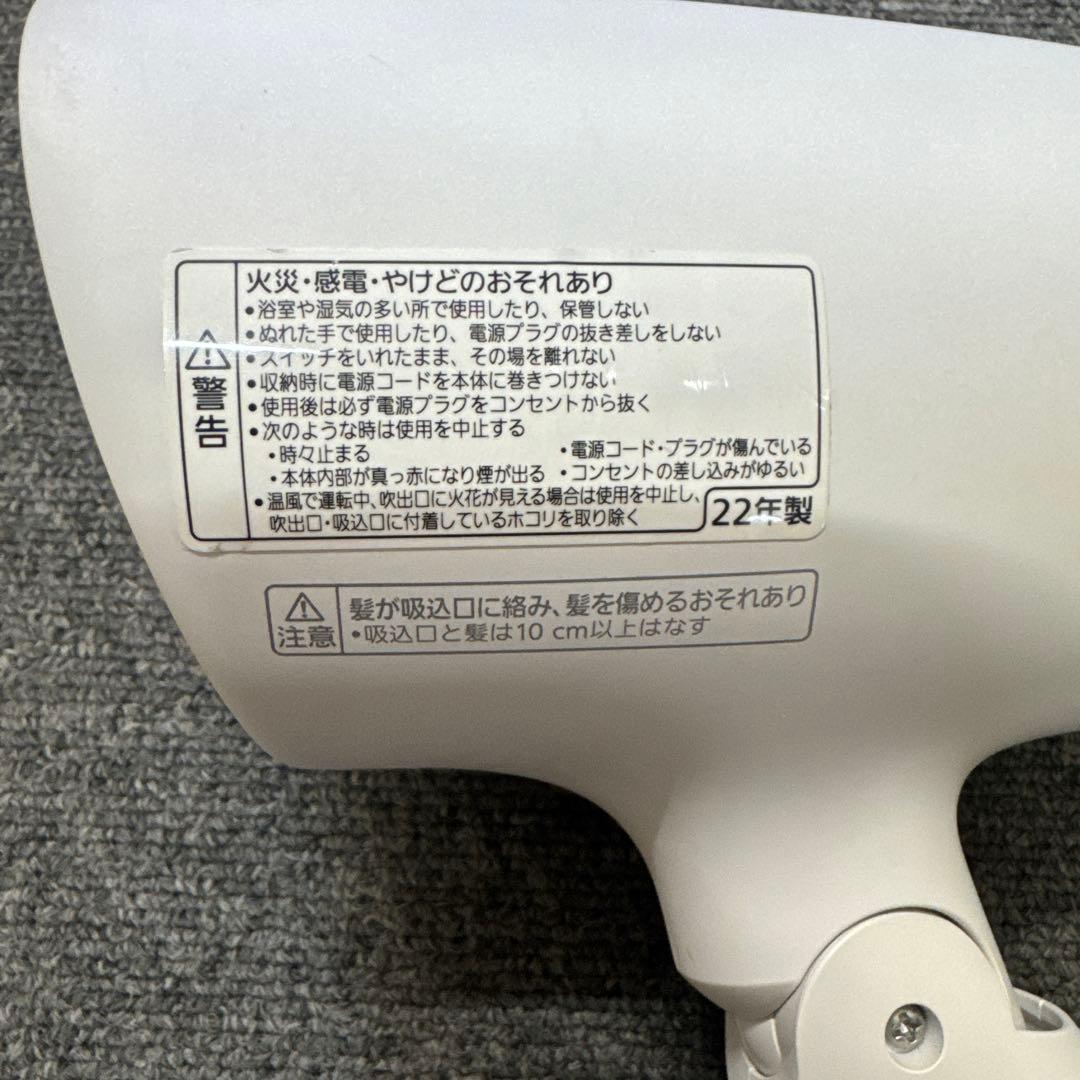 警告
火災・感電・やけどのおそれあり
•浴室や湿気の多い所で使用したり、保管しない
•ぬれた手で使用したり、電源プラグの抜き差しをしない
•スイッチをいれたまま、その場を離れない
•収納時に電源コードを本体に巻きつけない
•使用後は必ず電源プラグをコンセントから抜く
•次のような時は使用を中止する
・時々止まる ・電源コード・プラグが傷んでいる
・本体内部が真っ赤になり煙が出る ・コンセントの差し込みがゆるい
•温風で運転中、吹出口に火花が見える場合は使用を中止し、
吹出口・吸込口に付着しているホコリを取り除く
22年製
注意
髪が吸込口に絡み、髪を傷めるおそれあり
•吸込口と髪は10 cm以上はなす